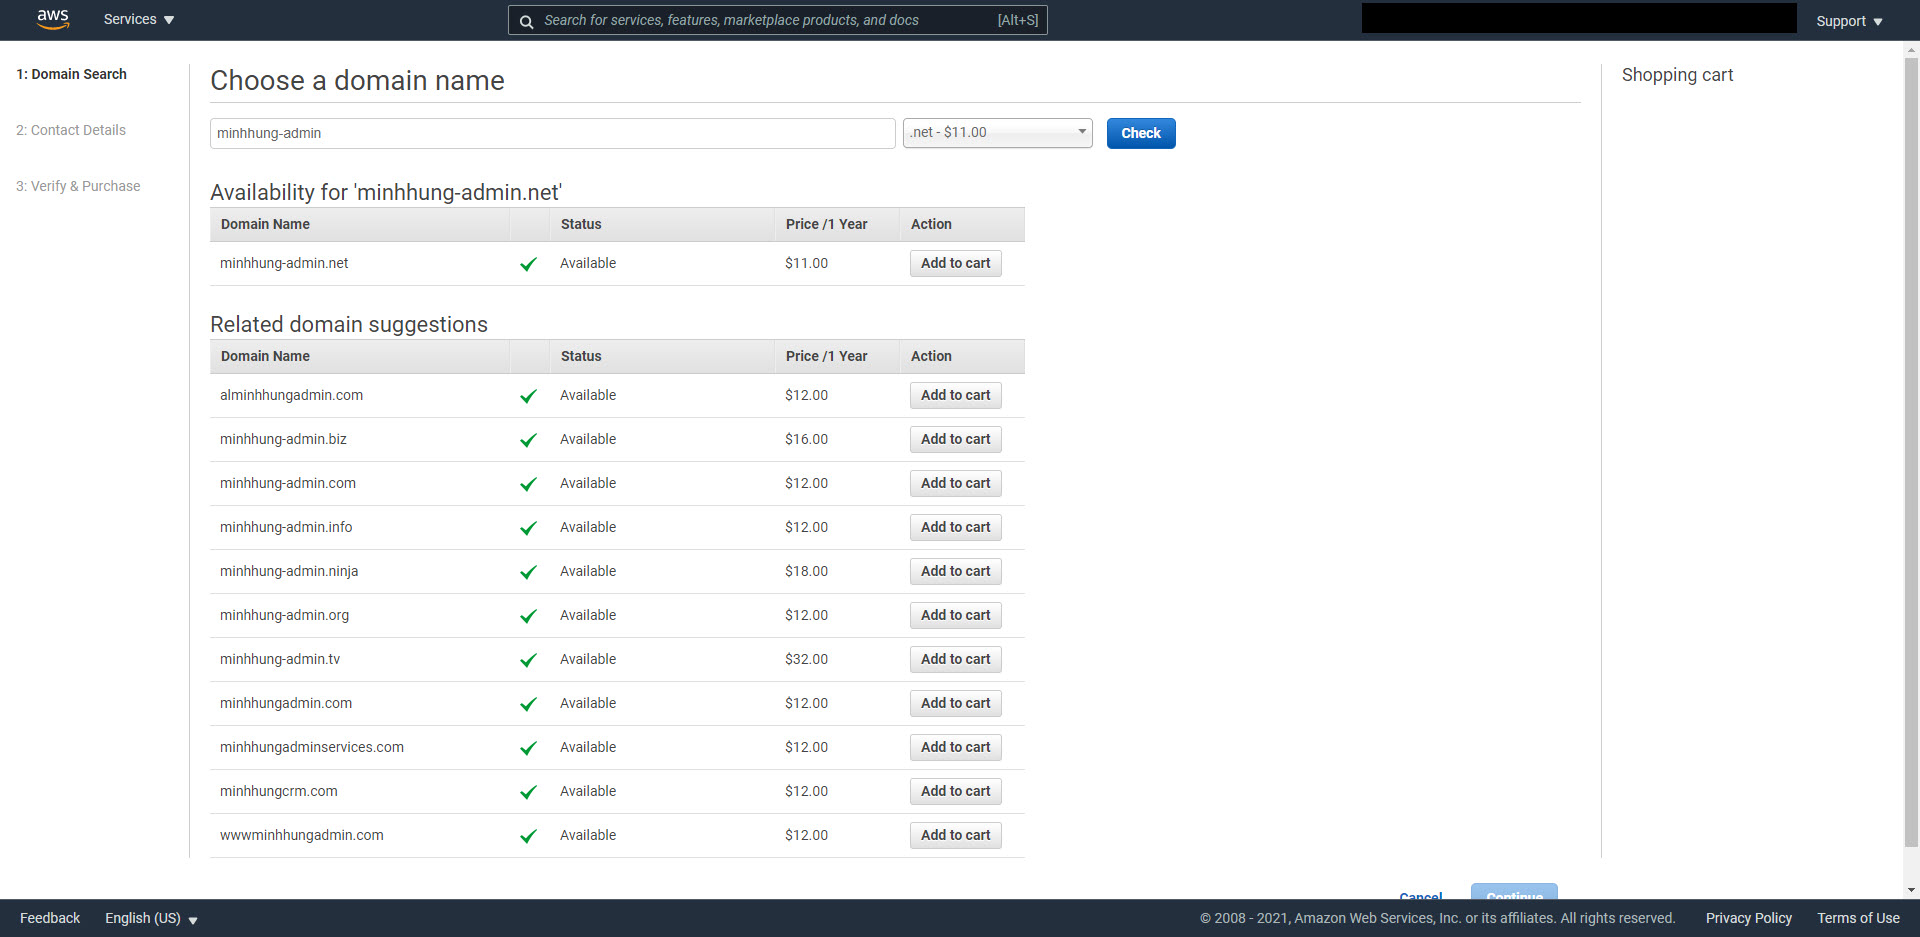 aws Services Search for services, features, marketplace products, and docs [Alt+S] Support
1: Domain Search
2: Contact Details
3: Verify & Purchase
Choose a domain name
minhhung-admin .net - $11.00 Check
Availability for 'minhhung-admin.net'
Domain Name Status Price /1 Year Action
minhhung-admin.net Available $11.00 Add to cart
Related domain suggestions
Domain Name Status Price /1 Year Action
alminhhungadmin.com Available $12.00 Add to cart
minhhung-admin.biz Available $16.00 Add to cart
minhhung-admin.com Available $12.00 Add to cart
minhhung-admin.info Available $12.00 Add to cart
minhhung-admin.ninja Available $18.00 Add to cart
minhhung-admin.org Available $12.00 Add to cart
minhhung-admin.tv Available $32.00 Add to cart
minhhungadmin.com Available $12.00 Add to cart
minhhungadminservices.com Available $12.00 Add to cart
minhhungcrm.com Available $12.00 Add to cart
wwwminhhungadmin.com Available $12.00 Add to cart
Shopping cart
Cancel Continue
Feedback English (US) © 2008 - 2021, Amazon Web Services, Inc. or its affiliates. All rights reserved. Privacy Policy Terms of Use